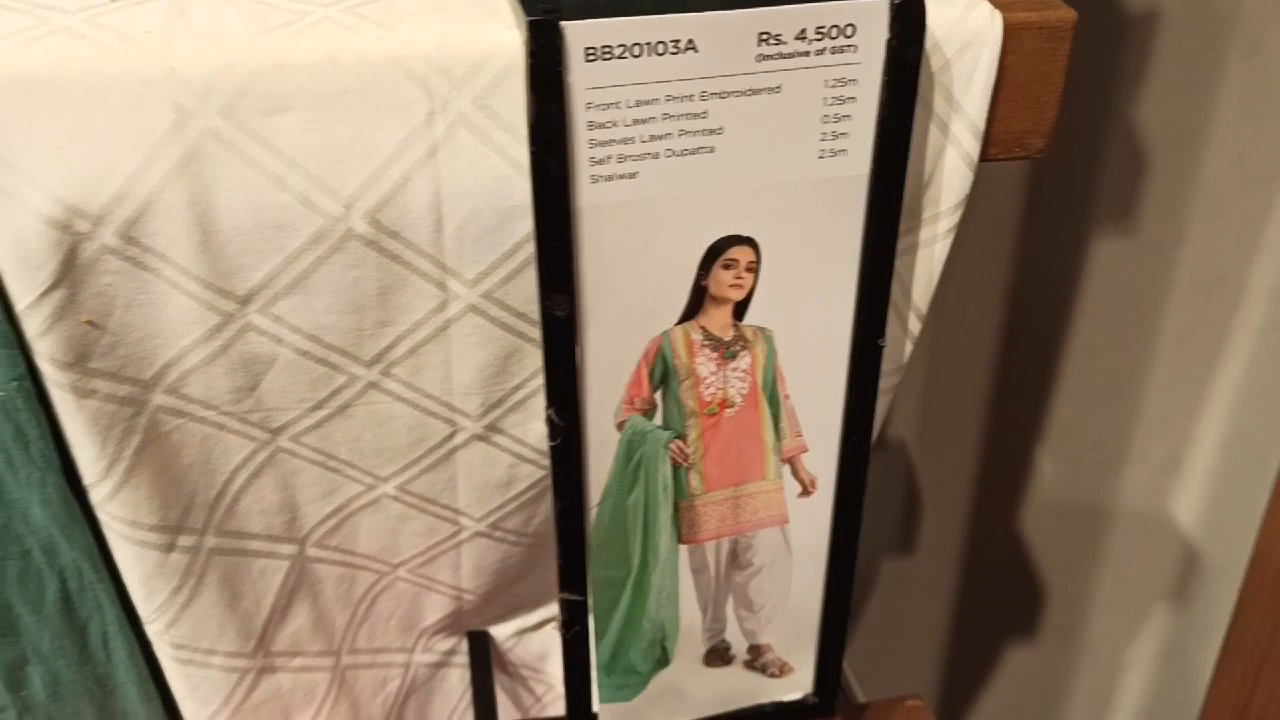 BB20103A Rs. 4,500
(Inclusive of GST)
Front Lawn Print Embroidered 1.25m
Back Lawn Printed 1.25m
Sleeves Lawn Printed 0.5m
Self Brosha Dupatta 2.5m
Shalwar 2.5m